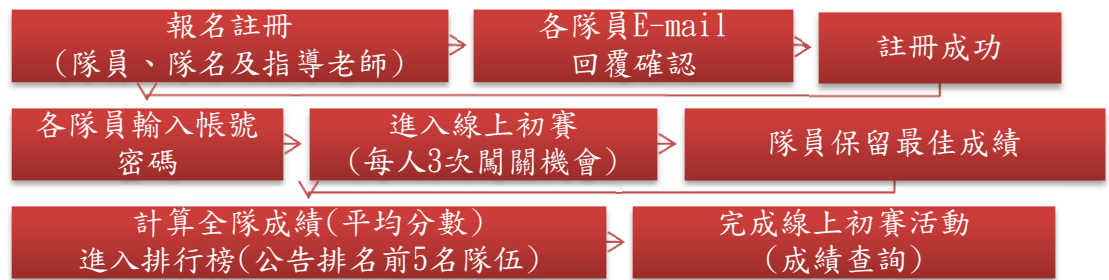 報名註冊
(隊員、隊名及指導老師)
各隊員E-mail
回覆確認
註冊成功
各隊員輸入帳號
密碼
進入線上初賽
(每人3次闖關機會)
隊員保留最佳成績
計算全隊成績(平均分數)
進入排行榜(公告排名前5名隊伍)
完成線上初賽活動
(成績查詢)